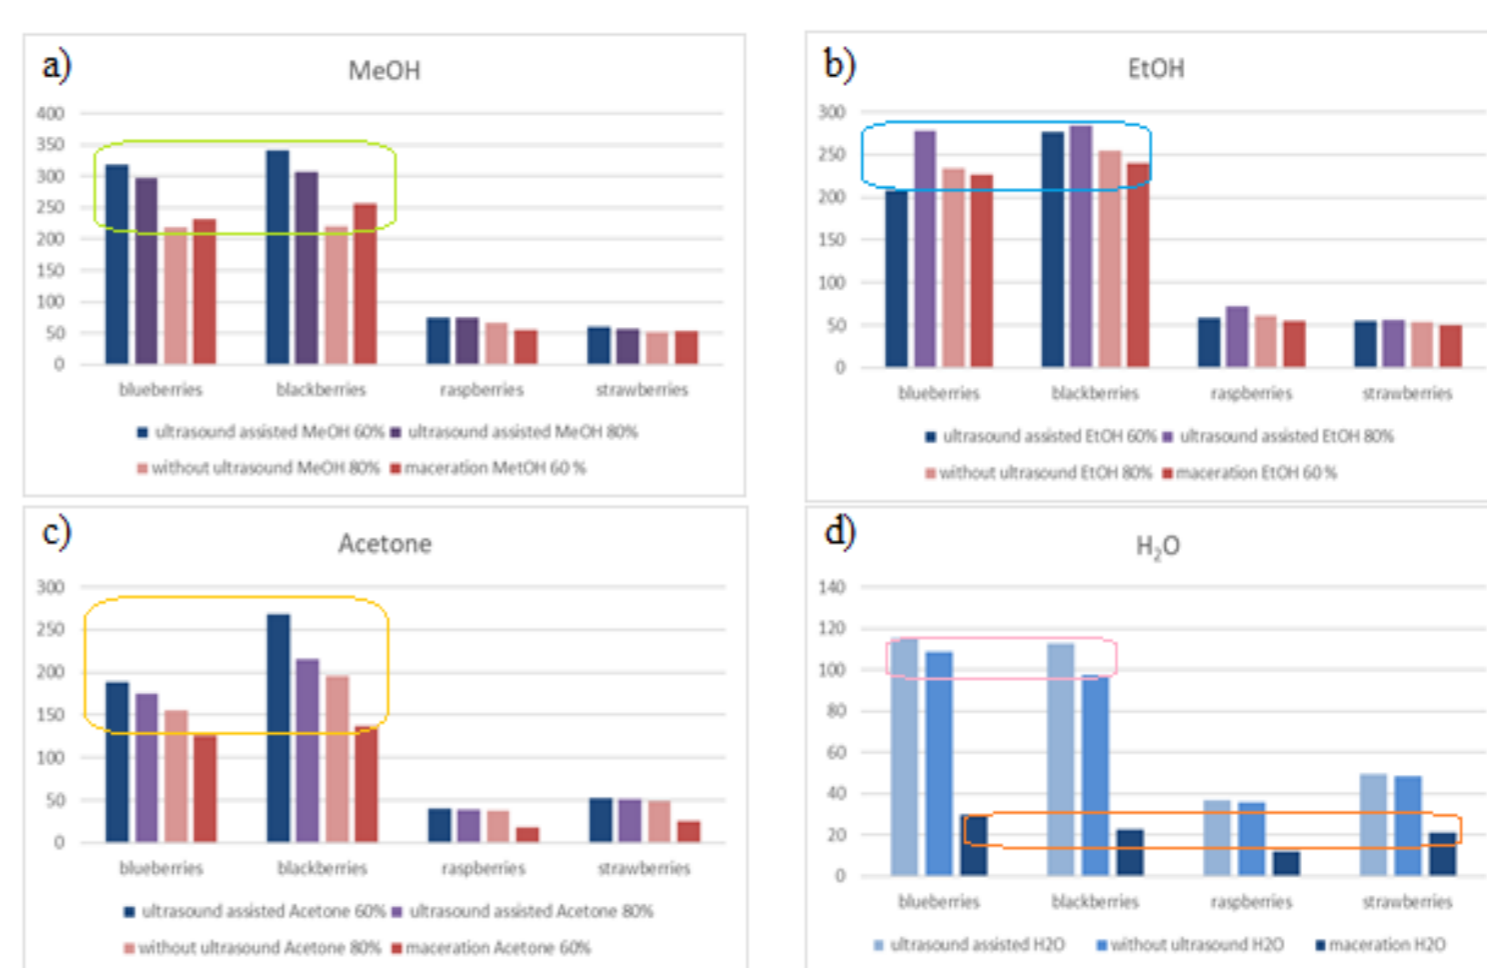 a)
MeOH
400
350
300
250
200
150
100
50
0
blueberries blackberries raspberries strawberries
ultrasound assisted MeOH 60% ultrasound assisted MeOH 80%
without ultrasound MeOH 80% maceration MetOH 60 %
b)
EtOH
300
250
200
150
100
50
0
blueberries blackberries raspberries strawberries
ultrasound assisted EtOH 60% ultrasound assisted EtOH 80%
without ultrasound EtOH 80% maceration EtOH 60 %
c)
Acetone
300
250
200
150
100
50
0
blueberries blackberries raspberries strawberries
ultrasound assisted Acetone 60% ultrasound assisted Acetone 80%
without ultrasound Acetone 80% maceration Acetone 60%
d)
H₂O
140
120
100
80
60
40
20
0
blueberries blackberries raspberries strawberries
ultrasound assisted H2O without ultrasound H2O maceration H2O